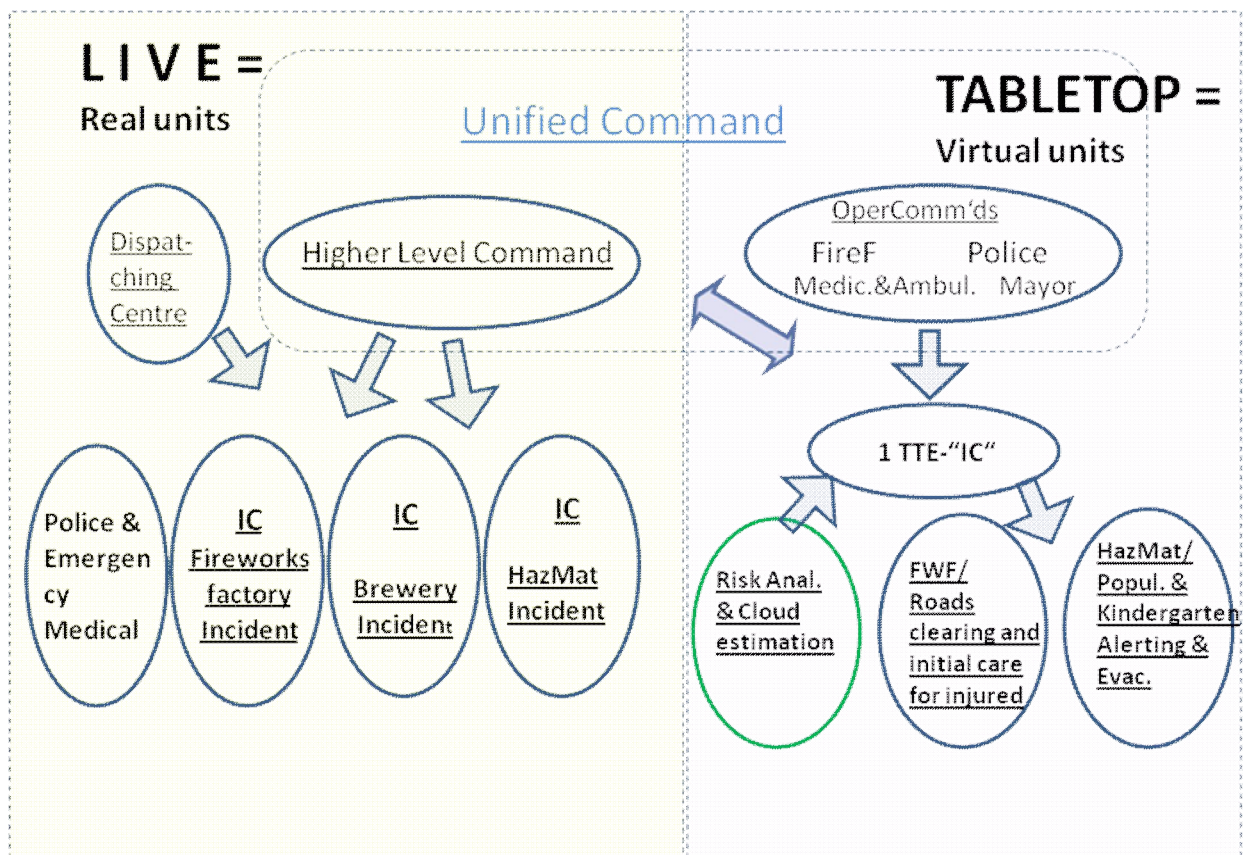 L I V E =
Real units
Unified Command
TABLETOP =
Virtual units
Dispat-
ching
Centre
Higher Level Command
OperComm'ds
FireF Police
Medic.&Ambul. Mayor
1 TTE-“IC“
Police &
Emergen
cy
Medical
IC
Fireworks
factory
Incident
IC
Brewery
Incident
IC
HazMat
Incident
Risk Anal.
& Cloud
estimation
FWF/
Roads
clearing and
initial care
for injured
HazMat/
Popul. &
Kindergarten
Alerting &
Evac.